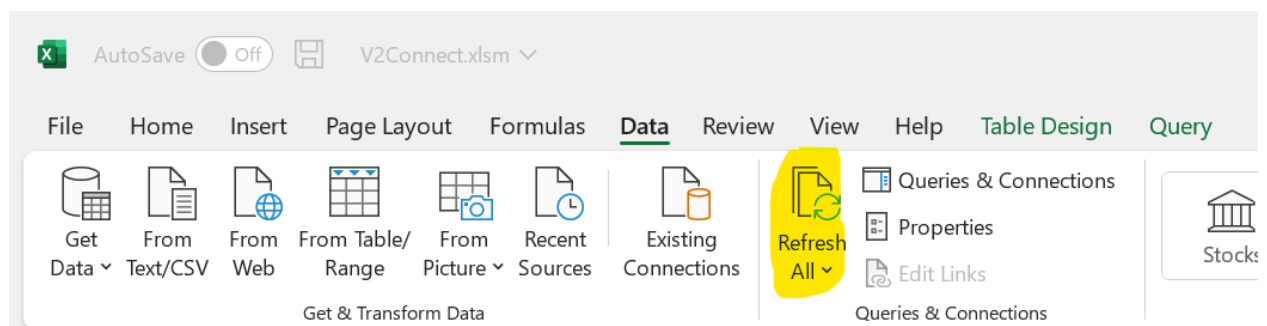 AutoSave Off V2Connect.xlsm
File Home Insert Page Layout Formulas Data Review View Help Table Design Query
Get Data
From Text/CSV
From Web
From Table/ Range
From Picture
Recent Sources
Existing Connections
Refresh All
Queries & Connections
Properties
Edit Links
Stocks
Get & Transform Data
Queries & Connections